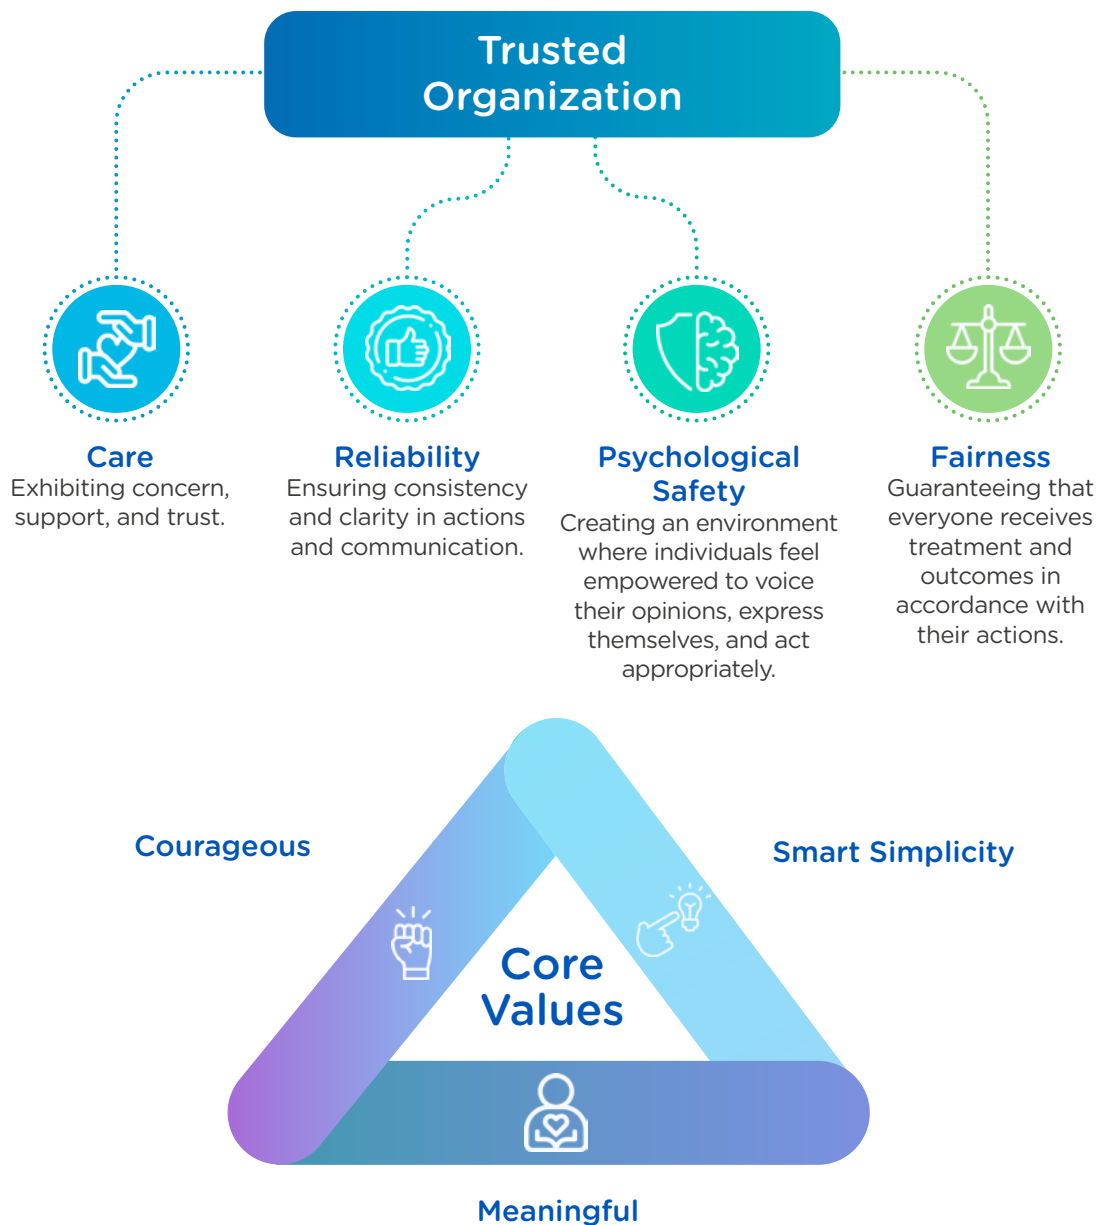 Trusted
Organization
Care
Exhibiting concern,
support, and trust.
Reliability
Ensuring consistency
and clarity in actions
and communication.
Psychological
Safety
Creating an environment
where individuals feel
empowered to voice
their opinions, express
themselves, and act
appropriately.
Fairness
Guaranteeing that
everyone receives
treatment and
outcomes in
accordance with
their actions.
Courageous
Smart Simplicity
Core
Values
Meaningful